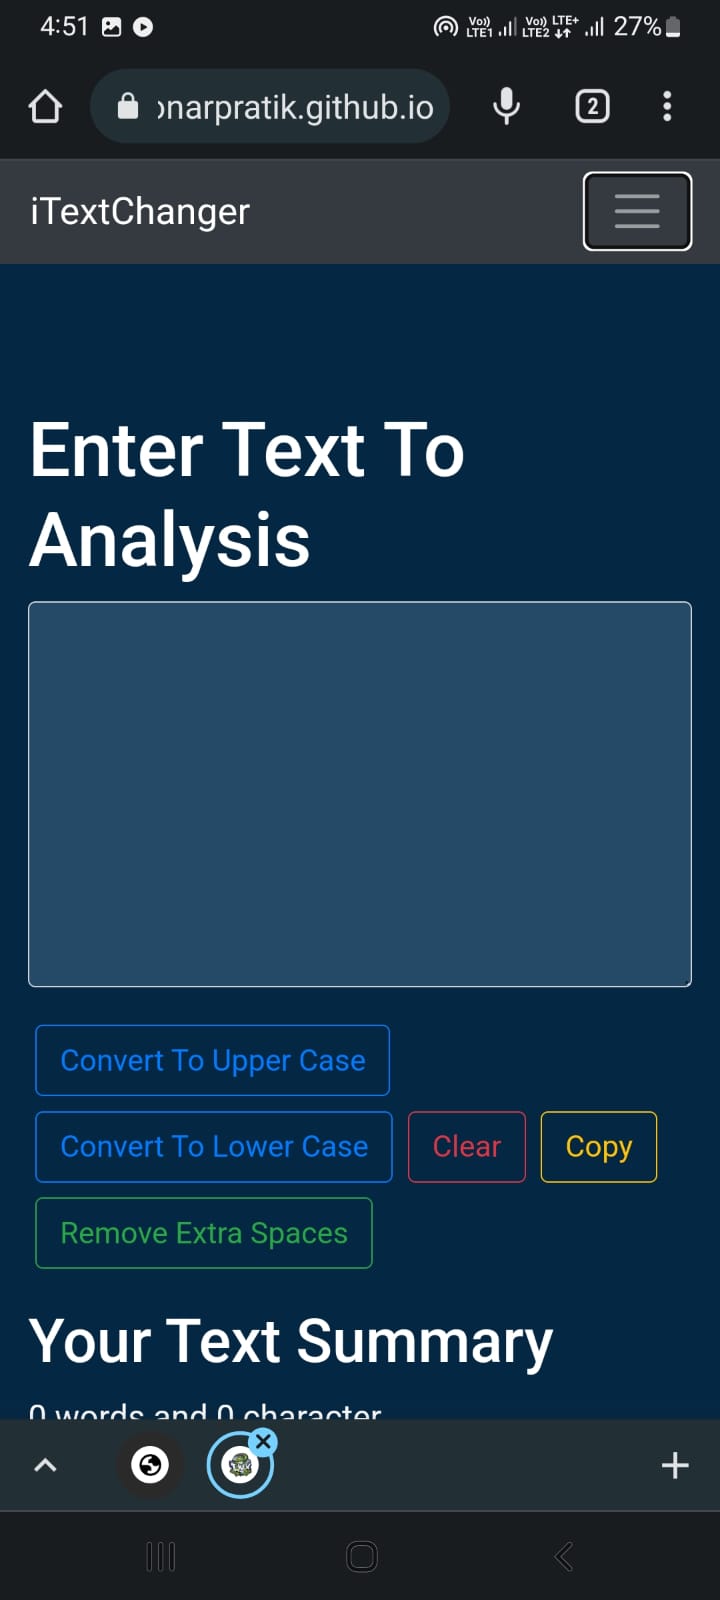 4:51 Vo)) LTE1 Vo)) LTE2 LTE+ 27%
onarpratik.github.io 2
iTextChanger
Enter Text To
Analysis
Convert To Upper Case
Convert To Lower Case Clear Copy
Remove Extra Spaces
Your Text Summary
0 words and 0 character